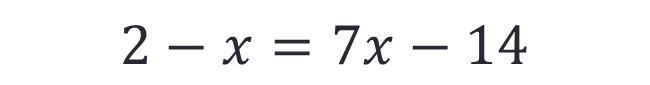 2 − x = 7x − 14